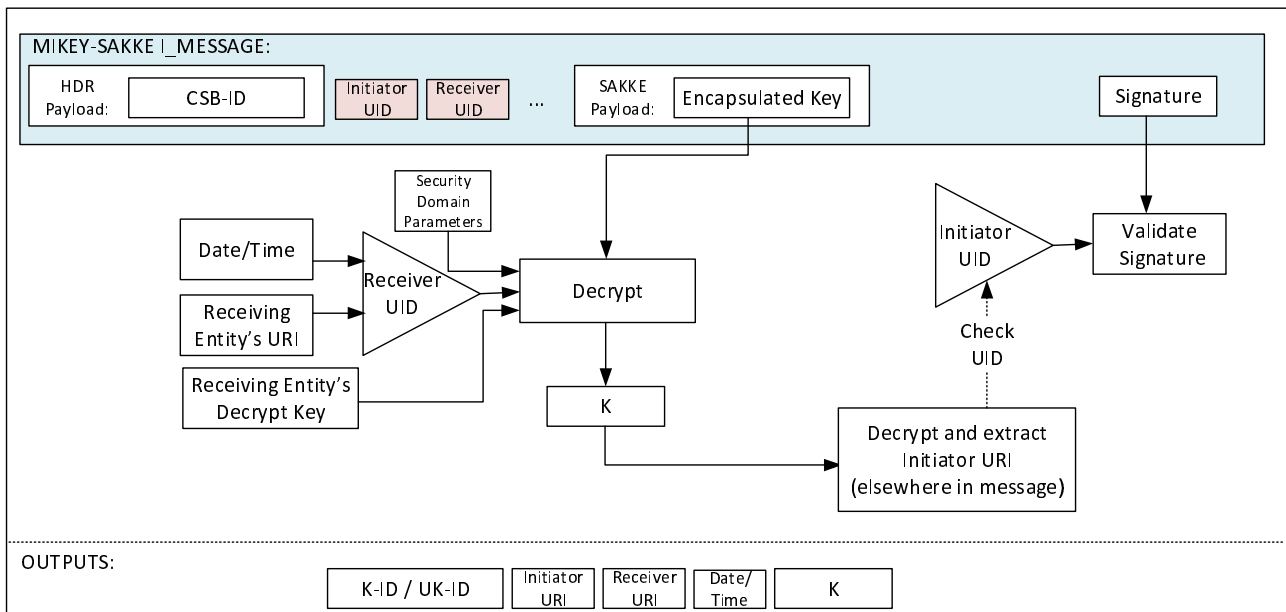 MIKEY-SAKKE I_MESSAGE:
HDR
Payload:
CSB-ID
Initiator
UID
Receiver
UID
...
SAKKE
Payload:
Encapsulated Key
Signature
Security
Domain
Parameters
Date/Time
Receiving
Entity’s URI
Receiver
UID
Receiving Entity’s
Decrypt Key
Decrypt
K
Initiator
UID
Validate
Signature
Check
UID
Decrypt and extract
Initiator URI
(elsewhere in message)
OUTPUTS:
K-ID / UK-ID
Initiator
URI
Receiver
URI
Date/
Time
K